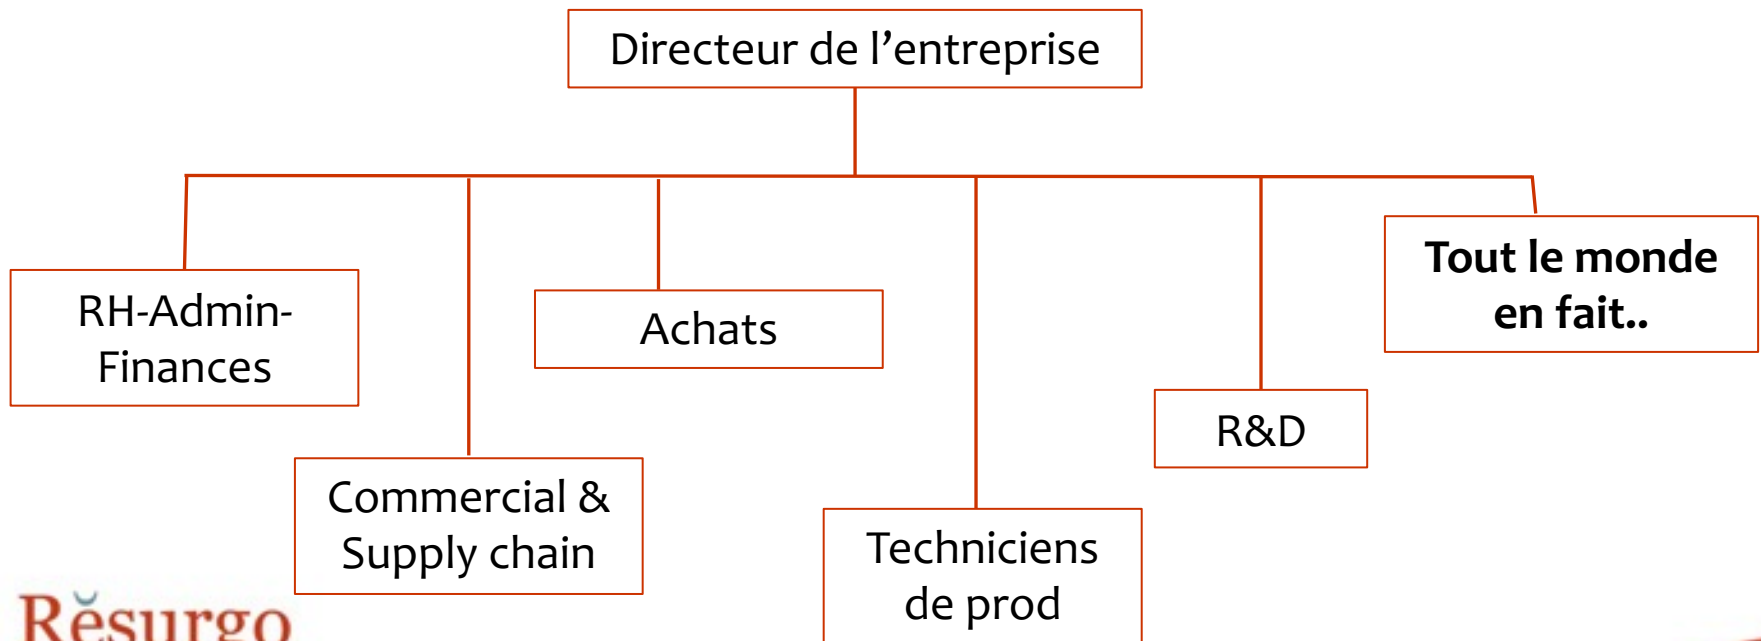 Directeur de l’entreprise
RH-Admin-
Finances
Commercial &
Supply chain
Achats
Techniciens
de prod
R&D
Tout le monde
en fait..
Rĕsurgo